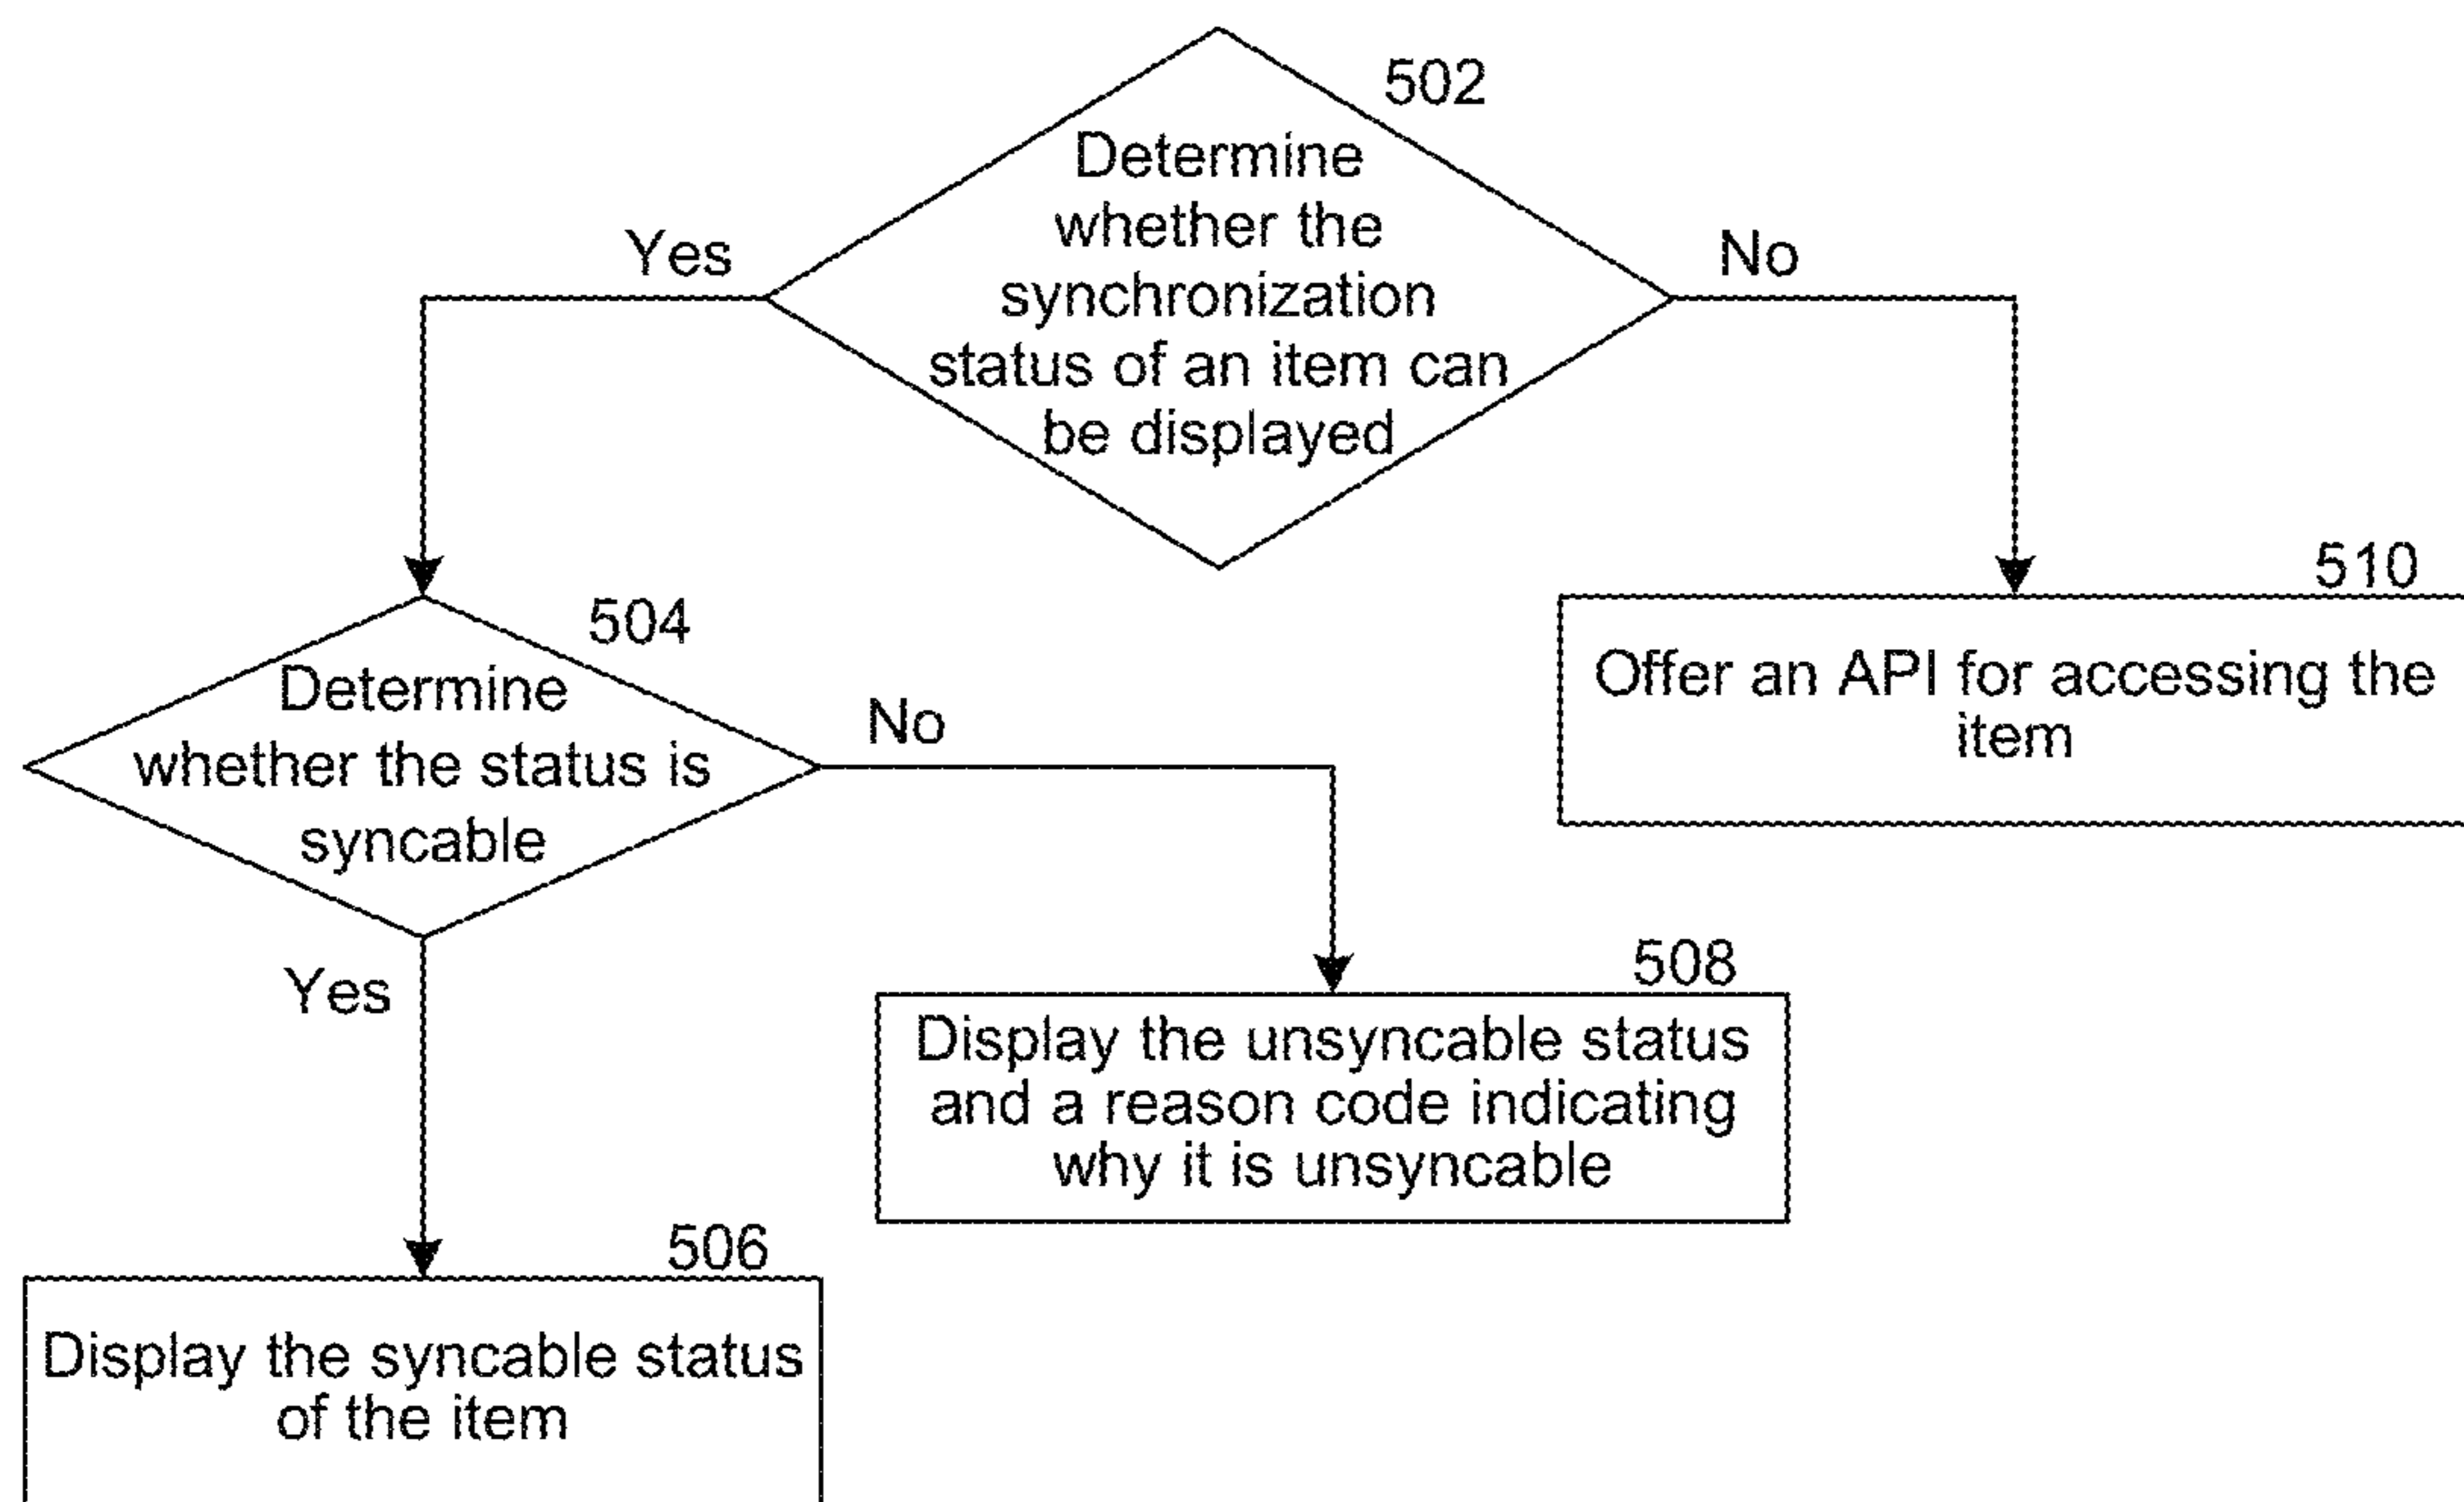 502
Determine
whether the
synchronization
status of an item can
be displayed
Yes
No
504
Determine
whether the status is
syncable
No
Yes
510
Offer an API for accessing the
item
508
Display the unsyncable status
and a reason code indicating
why it is unsyncable
506
Display the syncable status
of the item